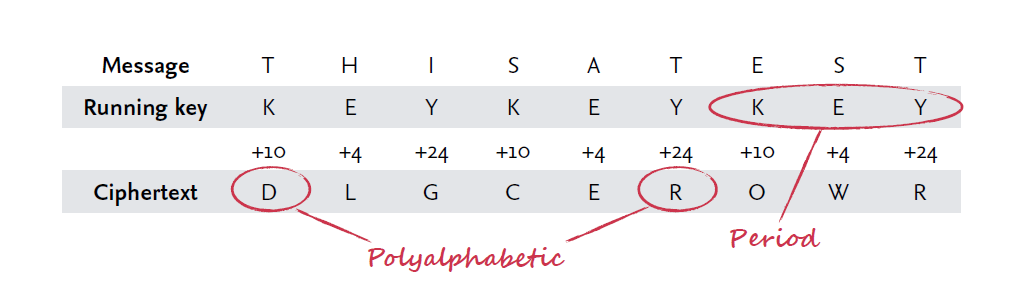 Message T H I S A T E S T
Running key K E Y K E Y K E Y
+10 +4 +24 +10 +4 +24 +10 +4 +24
Ciphertext D L G C E R O W R
Period
Polyalphabetic